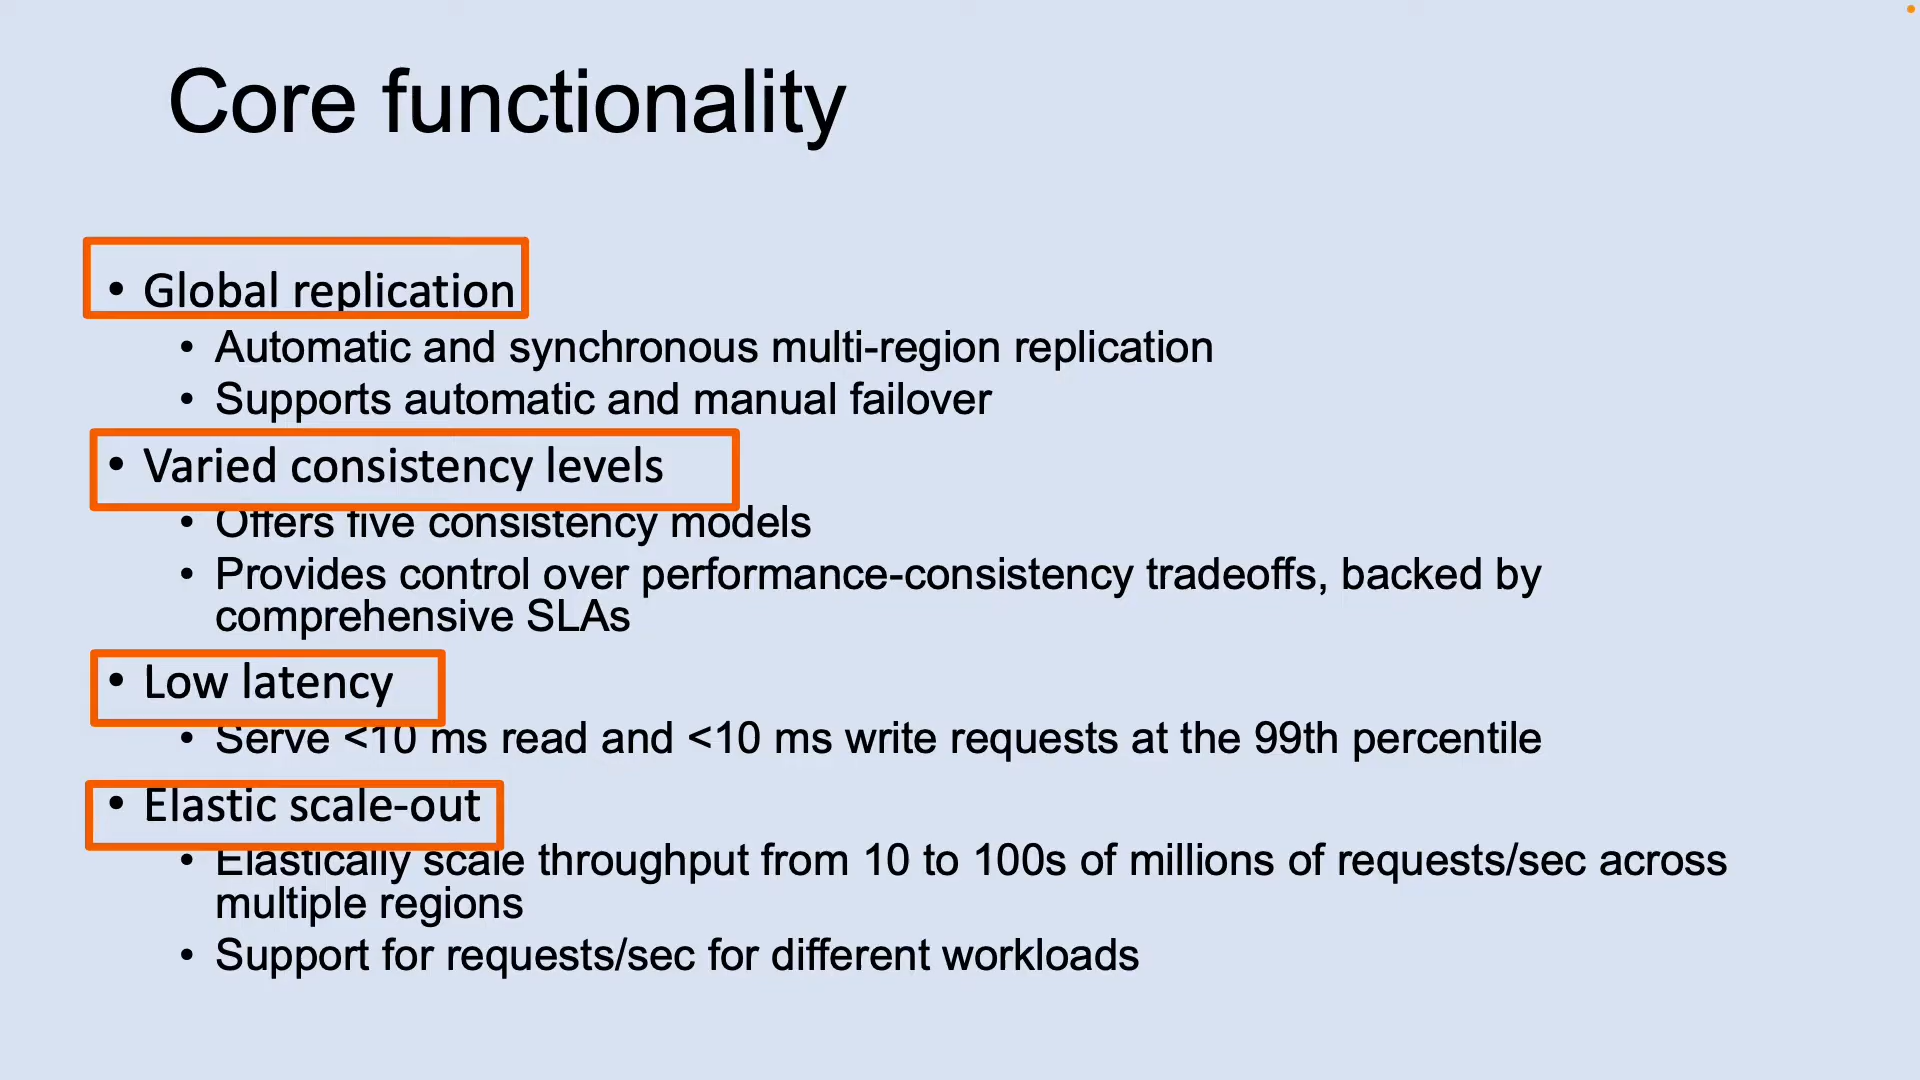 Core functionality
• Global replication
• Automatic and synchronous multi-region replication
• Supports automatic and manual failover
• Varied consistency levels
• Offers five consistency models
• Provides control over performance-consistency tradeoffs, backed by
comprehensive SLAs
• Low latency
• Serve <10 ms read and <10 ms write requests at the 99th percentile
• Elastic scale-out
• Elastically scale throughput from 10 to 100s of millions of requests/sec across
multiple regions
• Support for requests/sec for different workloads